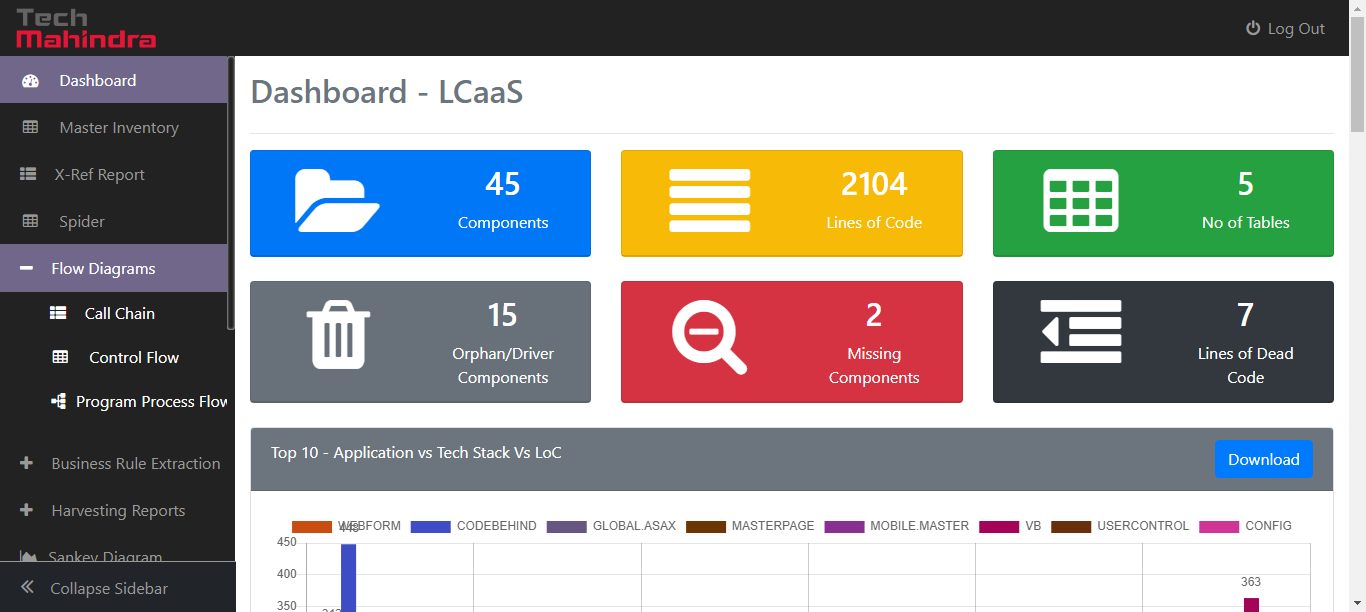 Tech
Mahindra
Log Out
Dashboard
Master Inventory
X-Ref Report
Spider
Flow Diagrams
Call Chain
Control Flow
Program Process Flow
Business Rule Extraction
Harvesting Reports
Sankey Diagram
Collapse Sidebar
Dashboard - LCaaS
45
Components
2104
Lines of Code
5
No of Tables
15
Orphan/Driver
Components
2
Missing
Components
7
Lines of Dead
Code
Top 10 - Application vs Tech Stack Vs LoC
Download
WEBFORM CODEBEHIND GLOBAL.ASAX MASTERPAGE MOBILE.MASTER VB USERCONTROL CONFIG
450
400
363
350